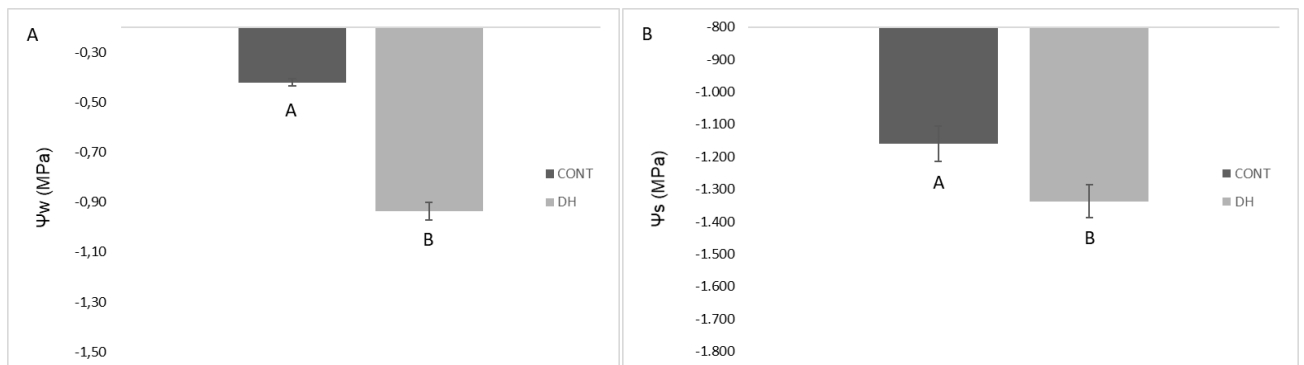 A
Ψw (MPa)
-0,30
-0,50
-0,70
-0,90
-1,10
-1,30
-1,50
A
B
CONT
DH
B
Ψs (MPa)
-800
-900
-1.000
-1.100
-1.200
-1.300
-1.400
-1.500
-1.600
-1.700
-1.800
A
B
CONT
DH